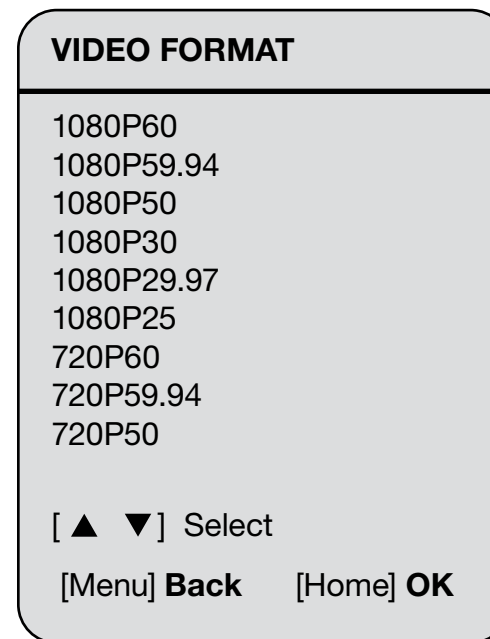 VIDEO FORMAT
1080P60
1080P59.94
1080P50
1080P30
1080P29.97
1080P25
720P60
720P59.94
720P50
[ ▲ ▼ ] Select
[Menu] Back [Home] OK